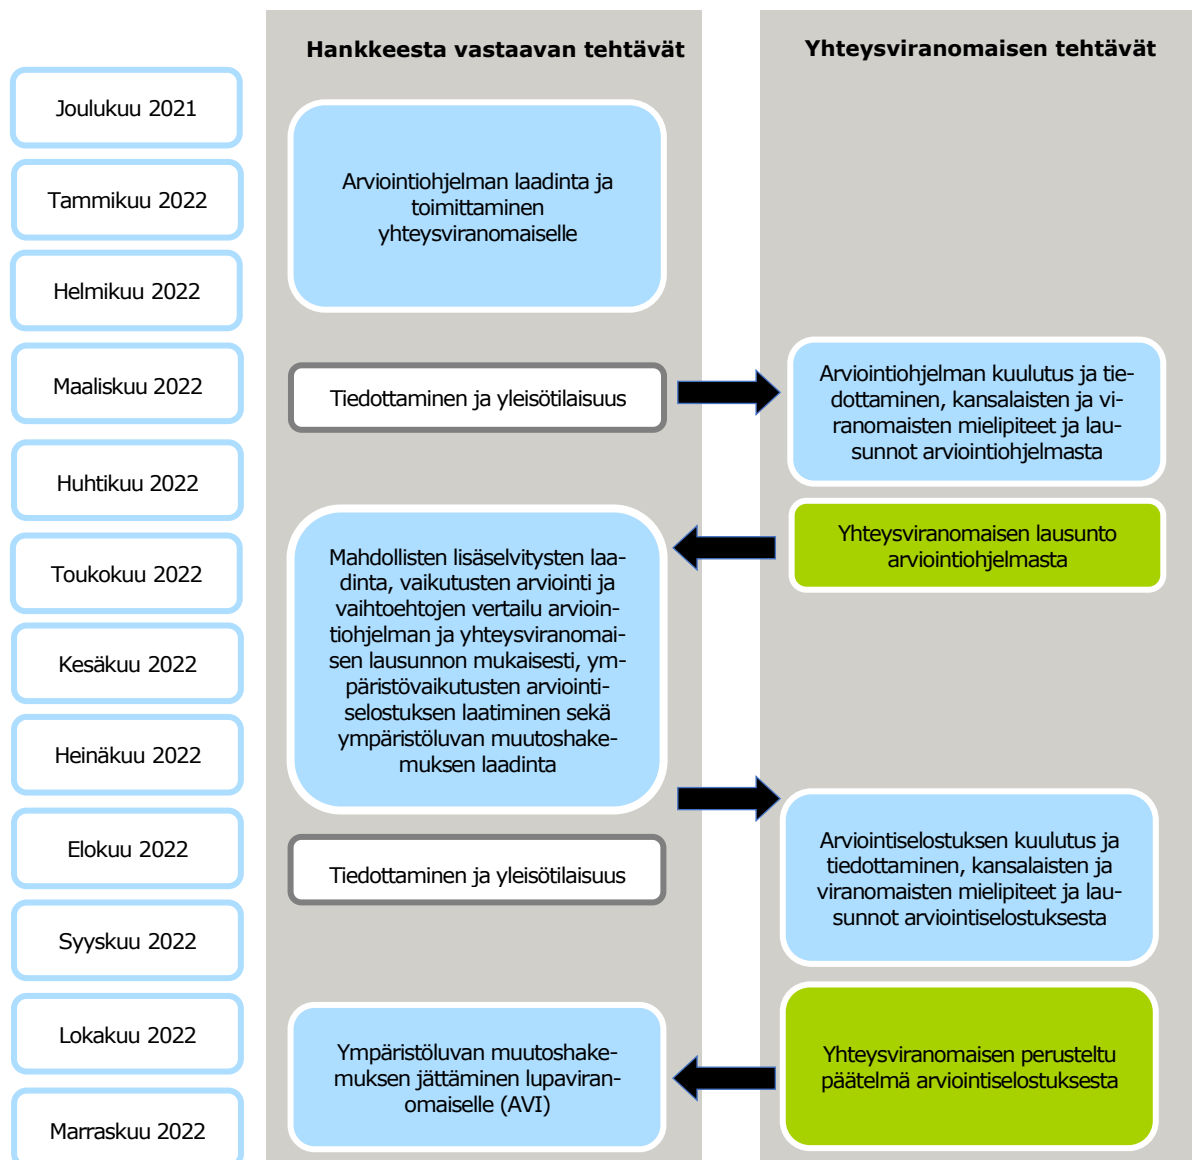 Hankkeesta vastaavan tehtävät
Yhteysviranomaisen tehtävät
Joulukuu 2021
Tammikuu 2022
Helmikuu 2022
Maaliskuu 2022
Huhtikuu 2022
Toukokuu 2022
Kesäkuu 2022
Heinäkuu 2022
Elokuu 2022
Syyskuu 2022
Lokakuu 2022
Marraskuu 2022
Arviointiohjelman laadinta ja
toimittaminen
yhteysviranomaiselle
Tiedottaminen ja yleisötilaisuus
Arviointiohjelman kuulutus ja tie-
dottaminen, kansalaisten ja vi-
ranomaisten mielipiteet ja lau-
sunnot arviointiohjelmasta
Yhteysviranomaisen lausunto
arviointiohjelmasta
Mahdollisten lisäselvitysten laa-
dinta, vaikutusten arviointi ja
vaihtoehtojen vertailu arvioin-
tiohjelman ja yhteysviranomai-
sen lausunnon mukaisesti, ym-
päristövaikutusten arviointi-
selostuksen laatiminen sekä
ympäristöluvan muutoshake-
muksen laadinta
Tiedottaminen ja yleisötilaisuus
Arviointiselostuksen kuulutus ja
tiedottaminen, kansalaisten ja
viranomaisten mielipiteet ja lau-
sunnot arviointiselostuksesta
Yhteysviranomaisen perusteltu
päätelmä arviointiselostuksesta
Ympäristöluvan muutoshake-
muksen jättäminen lupaviran-
omaiselle (AVI)